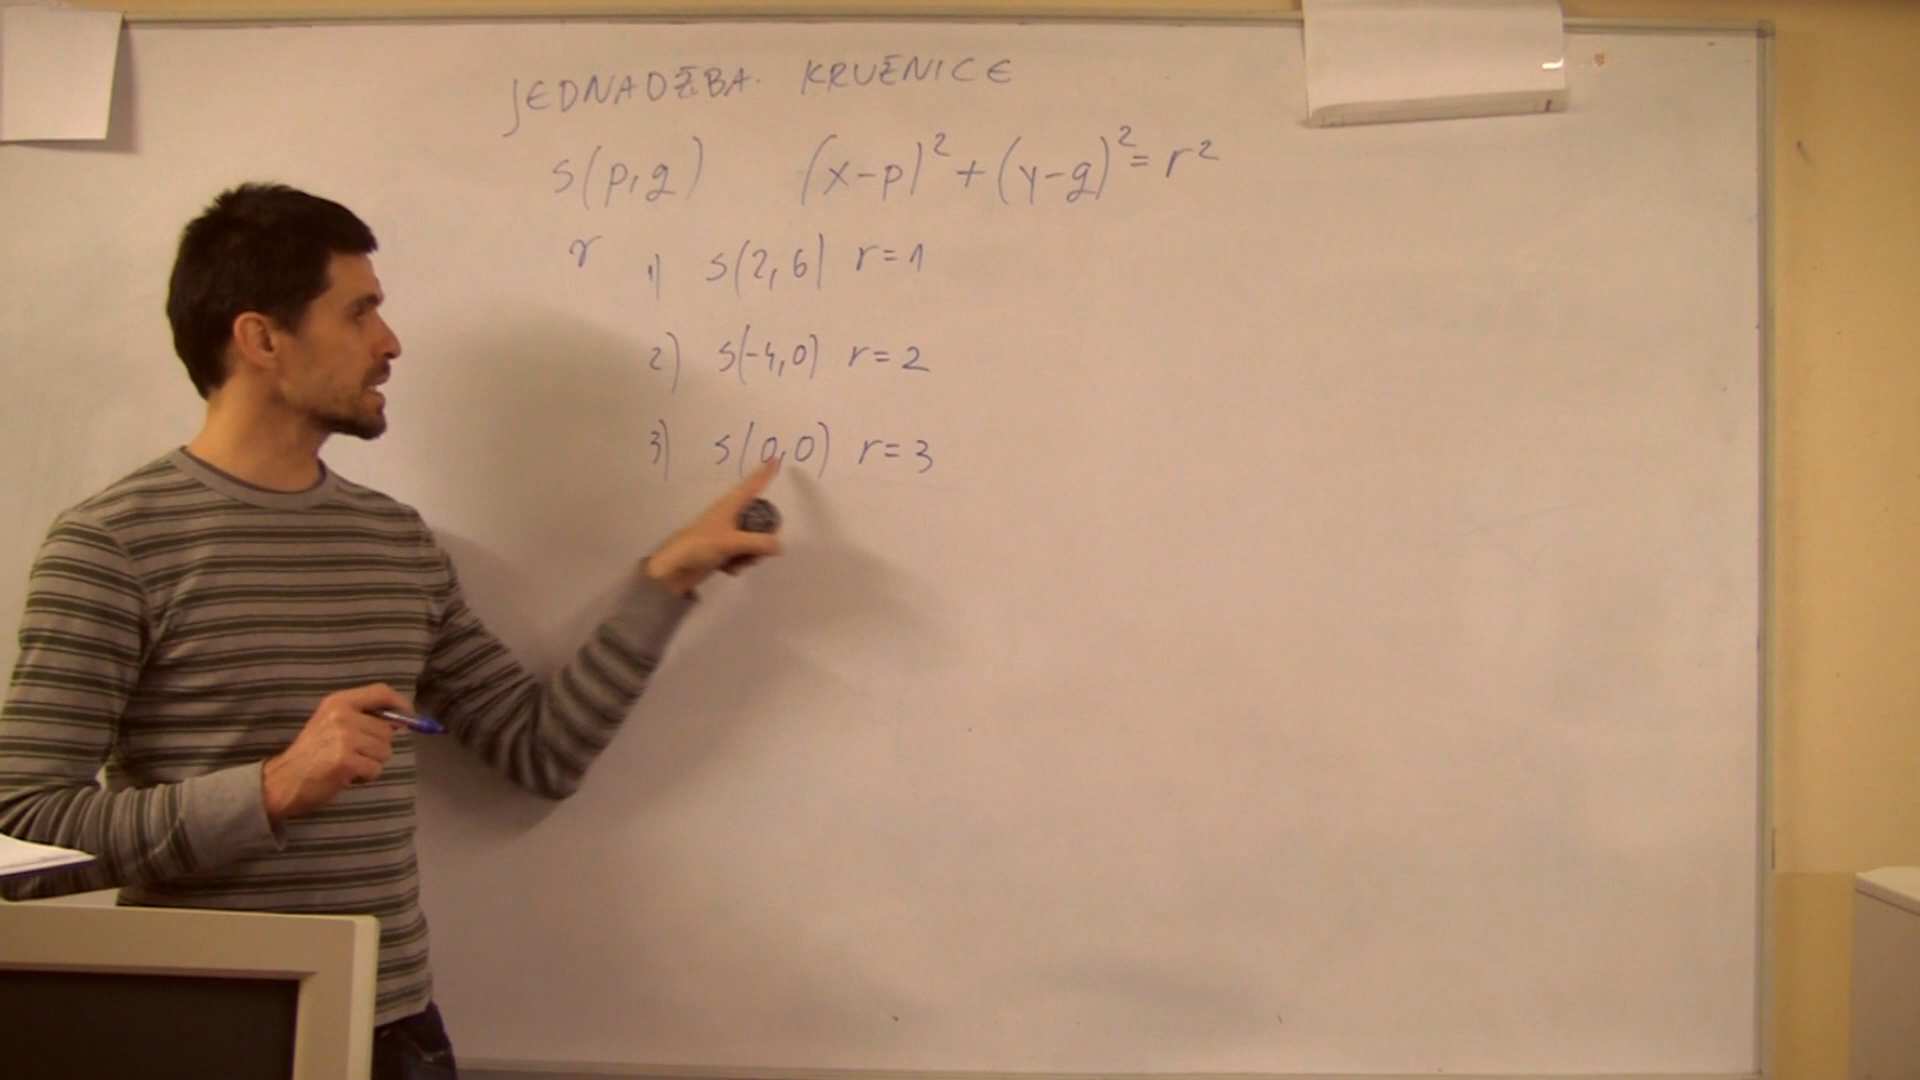 JEDNADŽBA KRUŽNICE
S(p,q) (x-p)²+(y-q)²=r²
r
1) S(2,6) r=1
2) S(-4,0) r=2
3) S(0,0) r=3